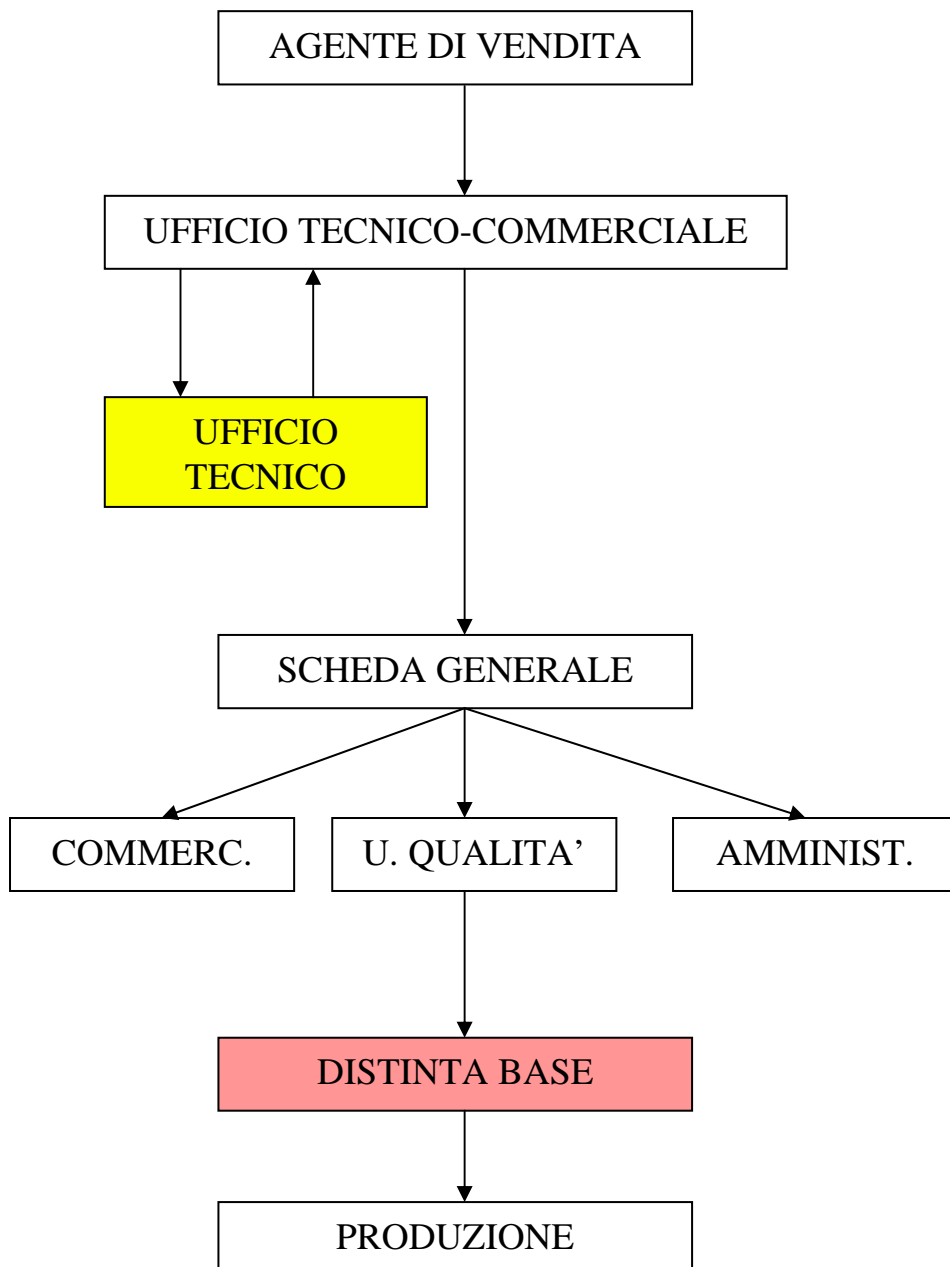 AGENTE DI VENDITA
UFFICIO TECNICO-COMMERCIALE
UFFICIO
TECNICO
SCHEDA GENERALE
COMMERC.
U. QUALITA’
AMMINIST.
DISTINTA BASE
PRODUZIONE